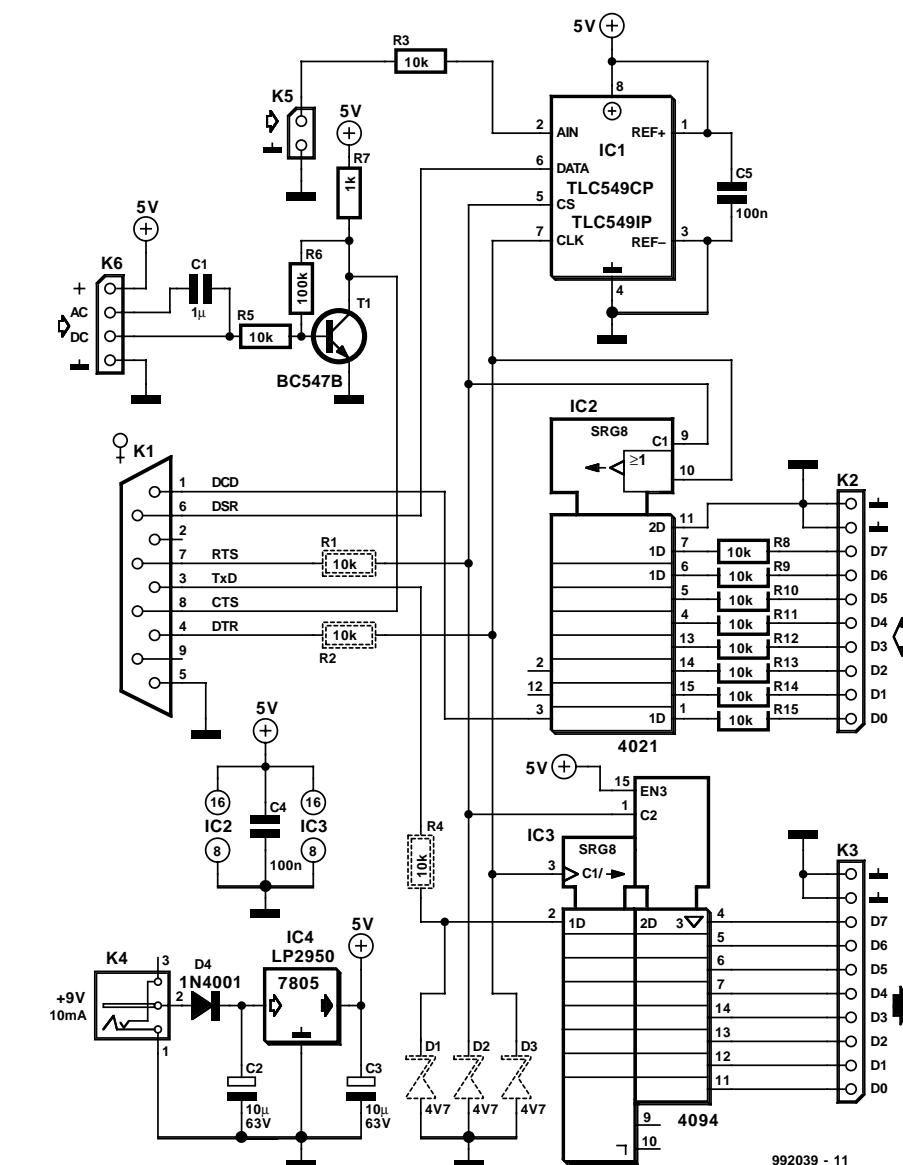 5V
R3
10k
K5
5V
R7
1k
8
2 AIN REF+ 1
IC1
6 DATA
TLC549CP
5 CS
TLC549IP
7 CLK REF– 3
4
C5
100n
5V
K6
+
AC
DC
C1
1µ
R5
10k
R6
100k
T1
BC547B
K1
1 DCD
6 DSR
2
7 RTS
3 TxD
8 CTS
4 DTR
9
5
R1
10k
10k
R2
IC2
SRG8
C1 9
≥1
10
2D 11
1D 7
1D 6
5
4
13
2 14
12 15
3 1D 1
4021
10k R8
10k R9
10k R10
10k R11
10k R12
10k R13
10k R14
10k R15
K2
D7
D6
D5
D4
D3
D2
D1
D0
5V
16 16
IC2 C4 IC3
8 8
100n
R4
10k
5V
15 EN3
1 C2
IC3
SRG8
3 C1/
2 1D 2D 3 4
5
6
7
14
13
12
11
9
10
4094
K3
D7
D6
D5
D4
D3
D2
D1
D0
K4
3
2
1
+9V
10mA
D4
1N4001
IC4
LP2950
7805
5V
C2
10µ
63V
C3
10µ
63V
D1 D2 D3
4V7 4V7 4V7
992039 - 11